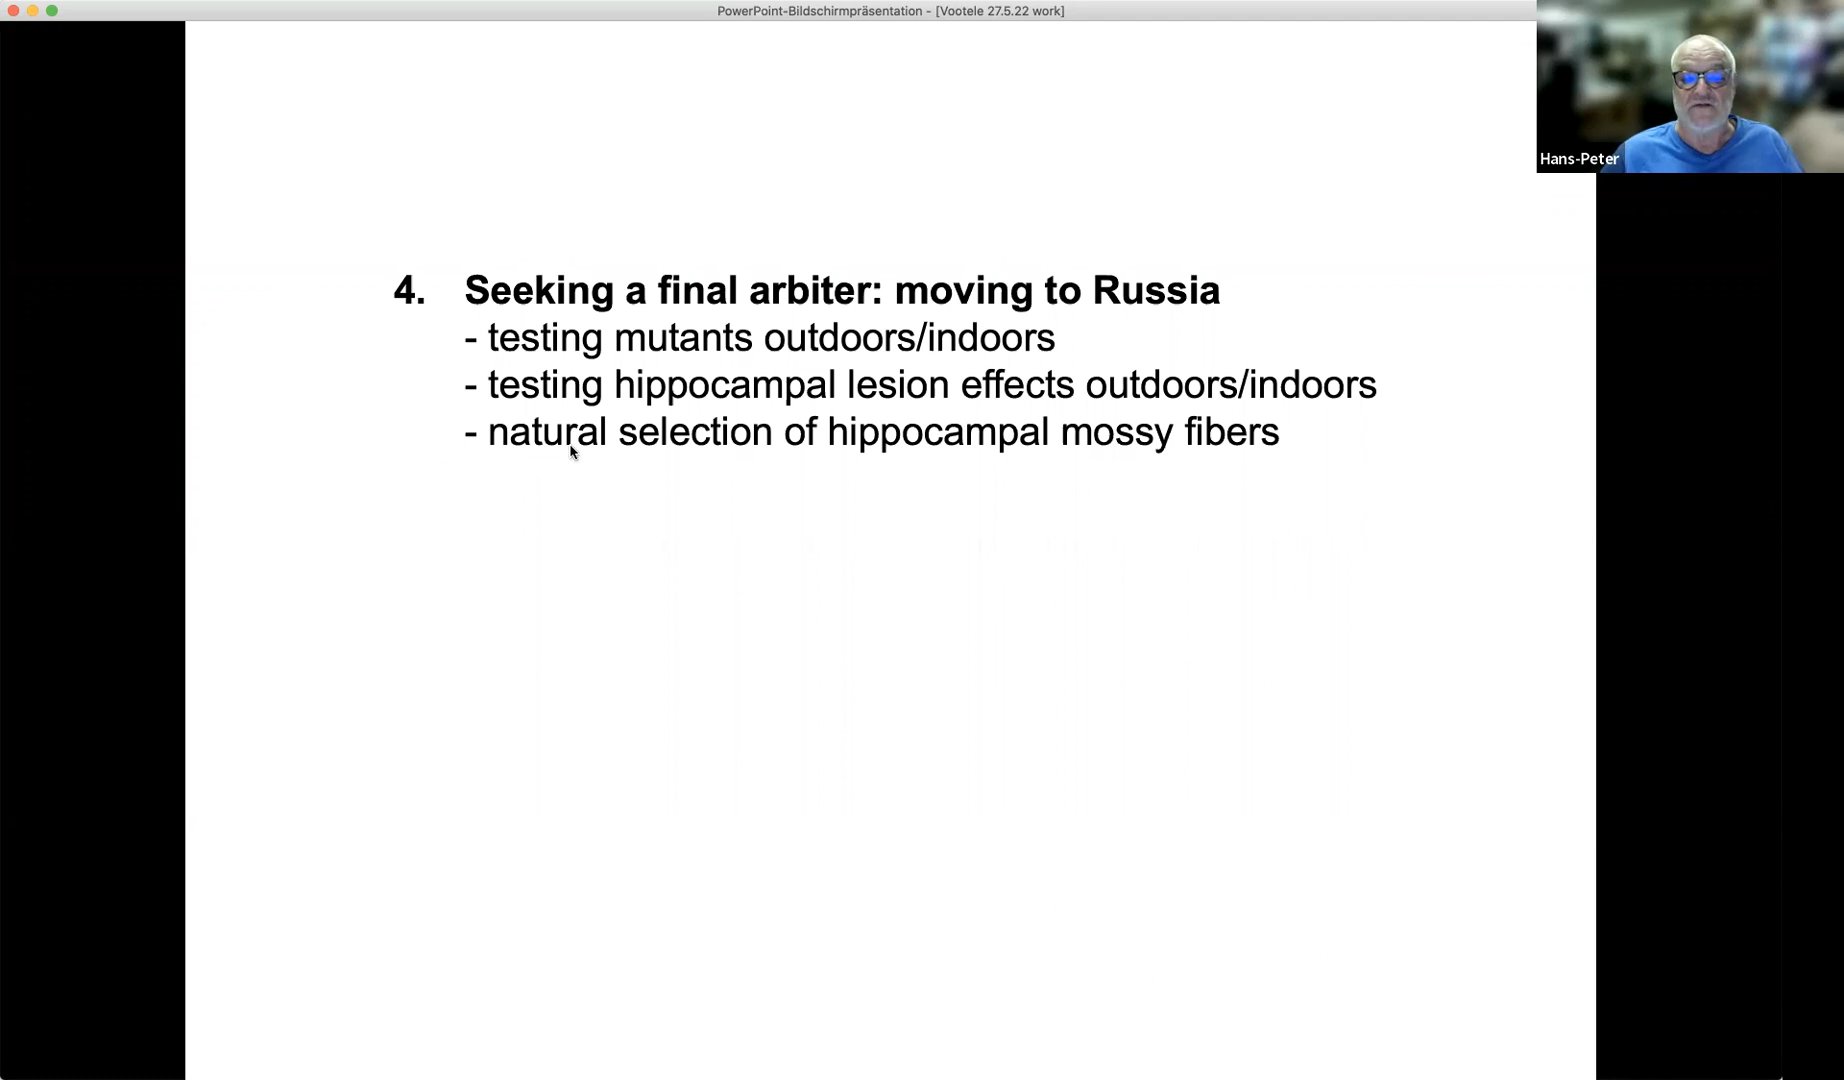 PowerPoint-Bildschirmpräsentation - [Vootele 27.5.22 work]
Hans-Peter
4. Seeking a final arbiter: moving to Russia
- testing mutants outdoors/indoors
- testing hippocampal lesion effects outdoors/indoors
- natural selection of hippocampal mossy fibers